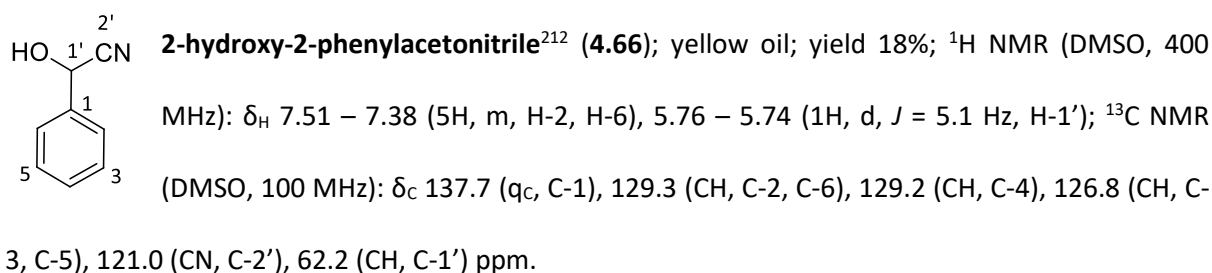 2'
HO 1' CN
1
5 3
2-hydroxy-2-phenylacetonitrile²¹² (4.66); yellow oil; yield 18%; ¹H NMR (DMSO, 400
MHz): δH 7.51 – 7.38 (5H, m, H-2, H-6), 5.76 – 5.74 (1H, d, J = 5.1 Hz, H-1’); ¹³C NMR
(DMSO, 100 MHz): δC 137.7 (qC, C-1), 129.3 (CH, C-2, C-6), 129.2 (CH, C-4), 126.8 (CH, C-
3, C-5), 121.0 (CN, C-2’), 62.2 (CH, C-1’) ppm.